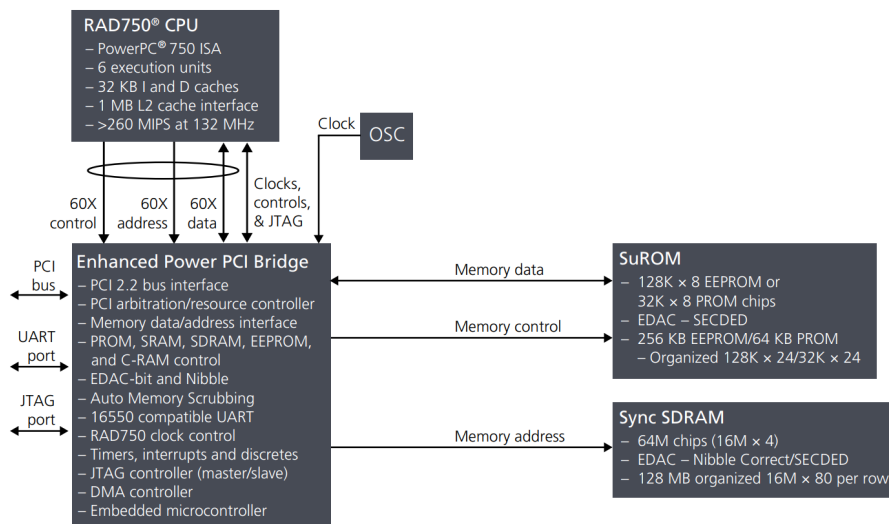 RAD750® CPU
– PowerPC® 750 ISA
– 6 execution units
– 32 KB I and D caches
– 1 MB L2 cache interface
– >260 MIPS at 132 MHz
Clock
OSC
60X
control
60X
address
60X
data
Clocks,
controls,
& JTAG
PCI
bus
UART
port
JTAG
port
Enhanced Power PCI Bridge
– PCI 2.2 bus interface
– PCI arbitration/resource controller
– Memory data/address interface
– PROM, SRAM, SDRAM, EEPROM,
and C-RAM control
– EDAC-bit and Nibble
– Auto Memory Scrubbing
– 16550 compatible UART
– RAD750 clock control
– Timers, interrupts and discretes
– JTAG controller (master/slave)
– DMA controller
– Embedded microcontroller
Memory data
Memory control
Memory address
SuROM
– 128K × 8 EEPROM or
32K × 8 PROM chips
– EDAC – SECDED
– 256 KB EEPROM/64 KB PROM
– Organized 128K × 24/32K × 24
Sync SDRAM
– 64M chips (16M × 4)
– EDAC – Nibble Correct/SECDED
– 128 MB organized 16M × 80 per row